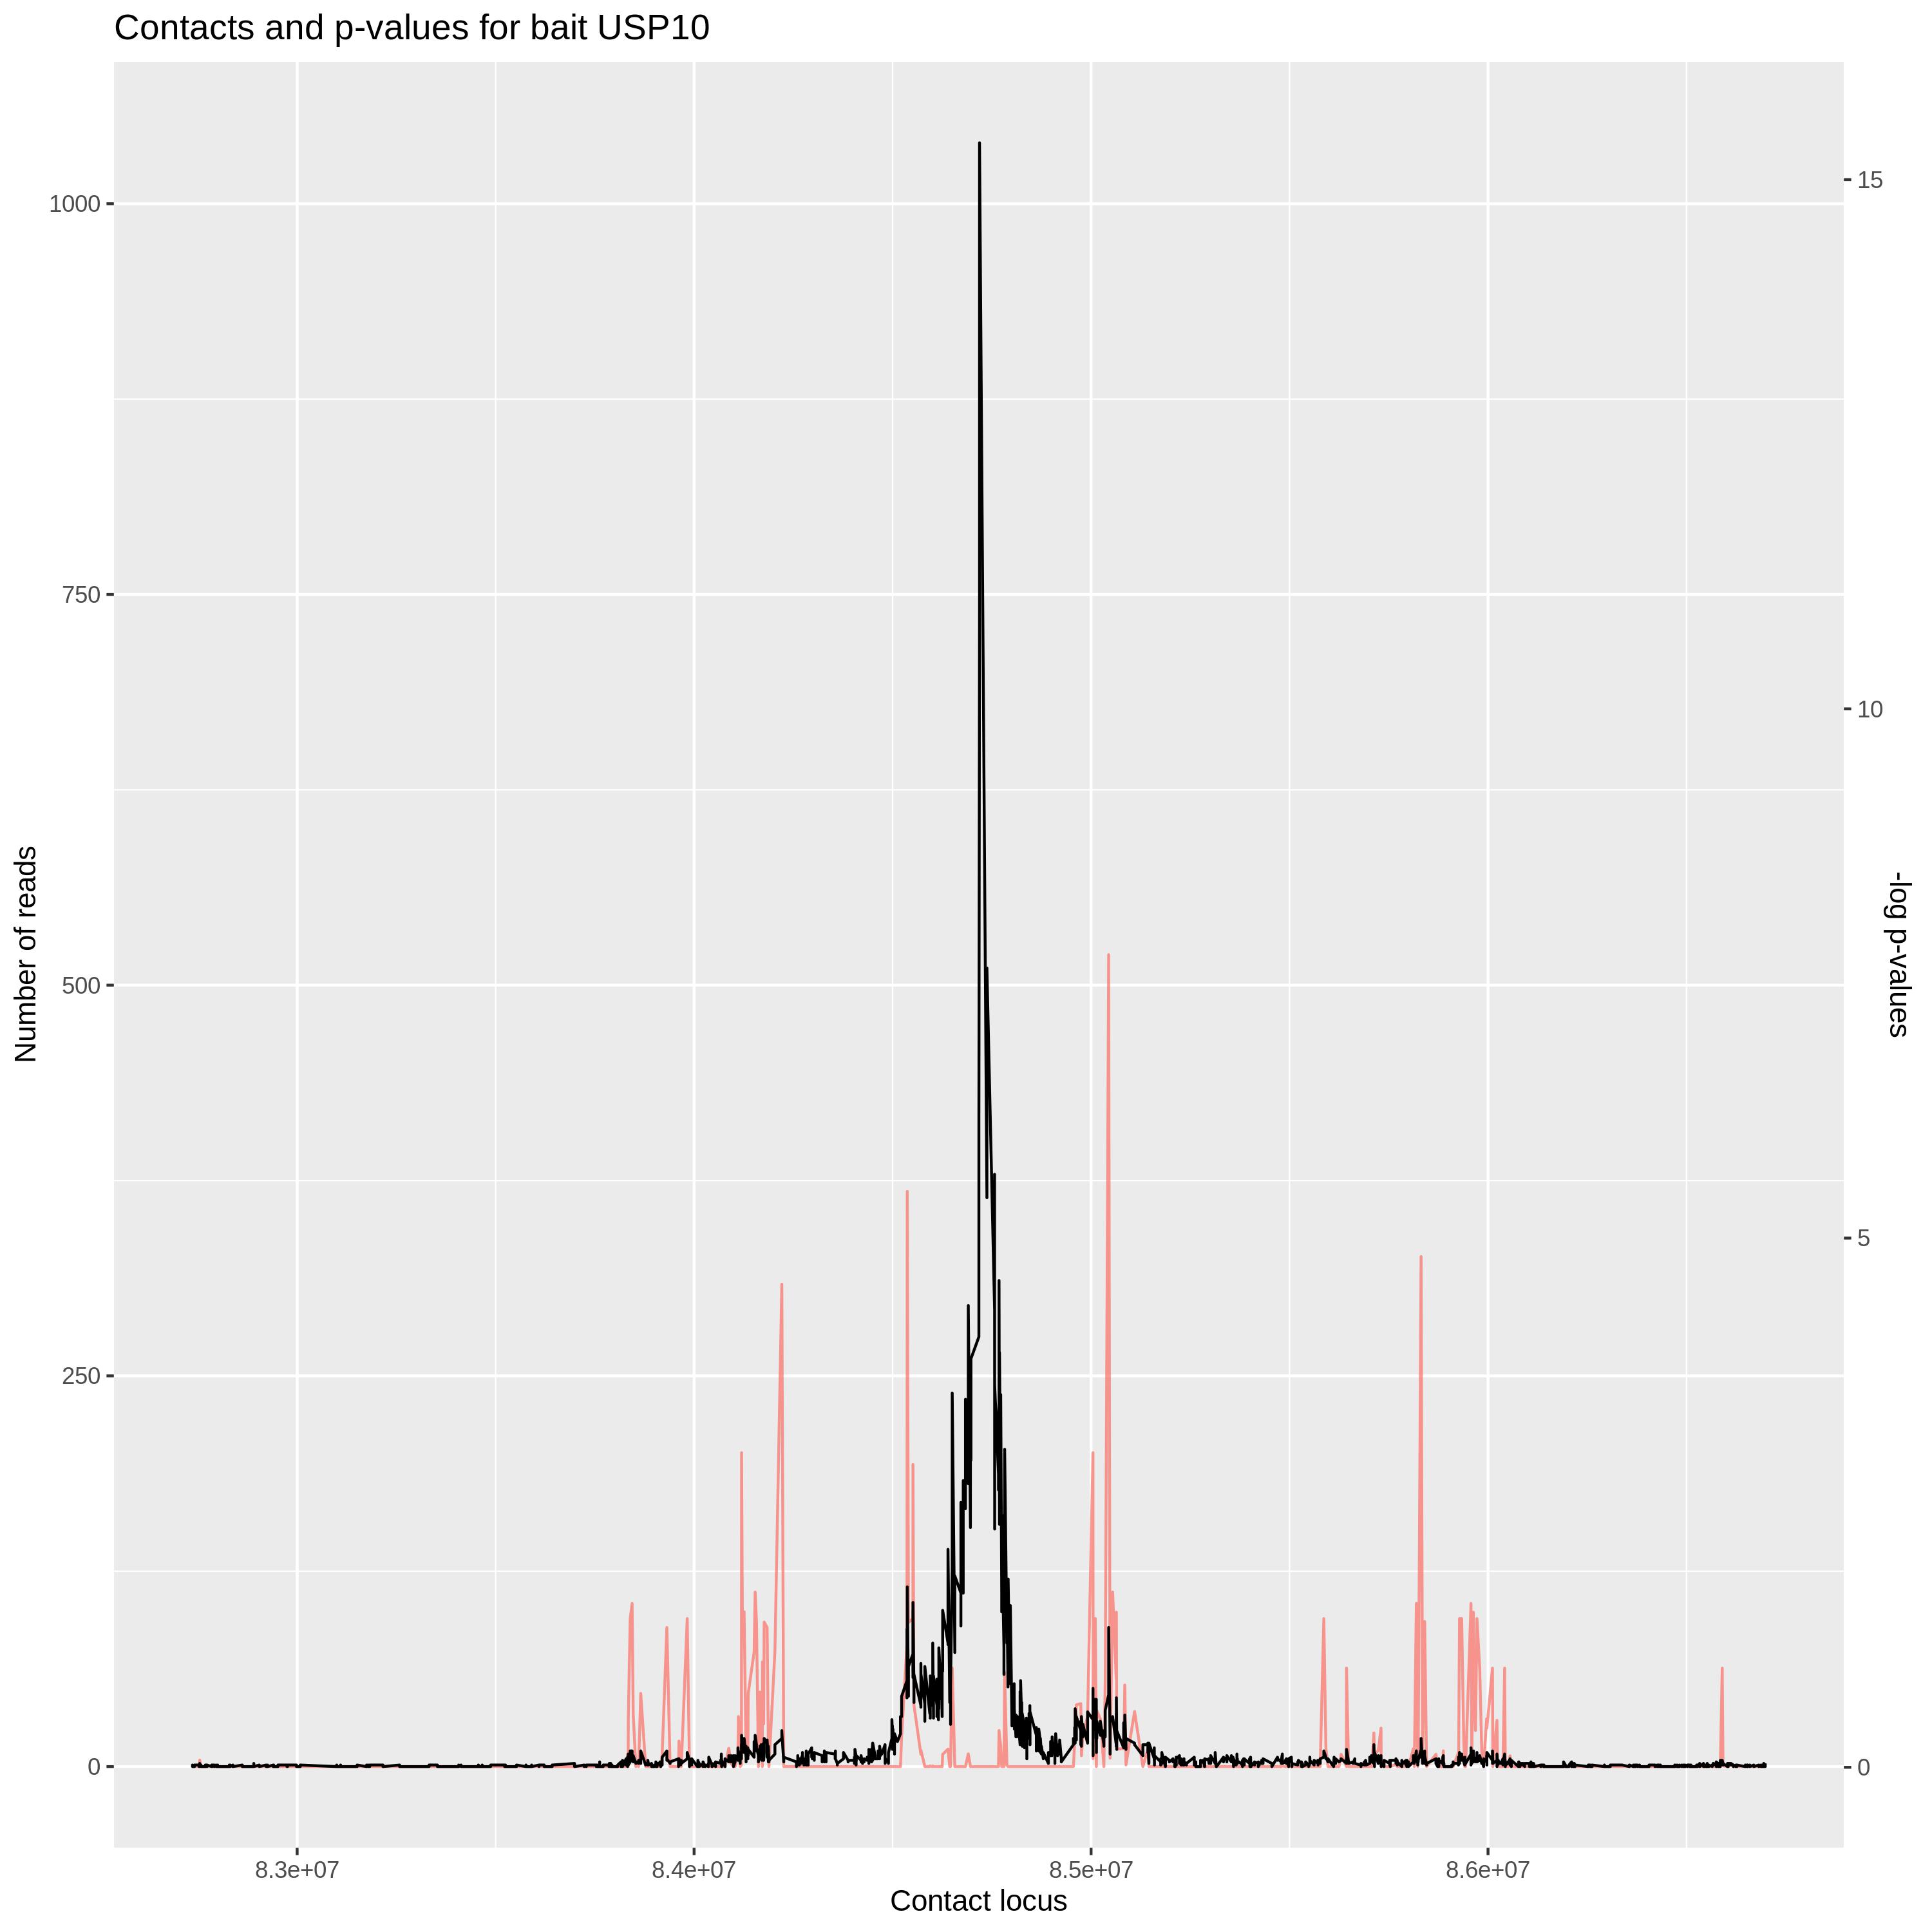 Contacts and p-values for bait USP10
1000
750
500
250
0
Number of reads
15
10
5
0
-log p-values
8.3e+07
8.4e+07
8.5e+07
8.6e+07
Contact locus